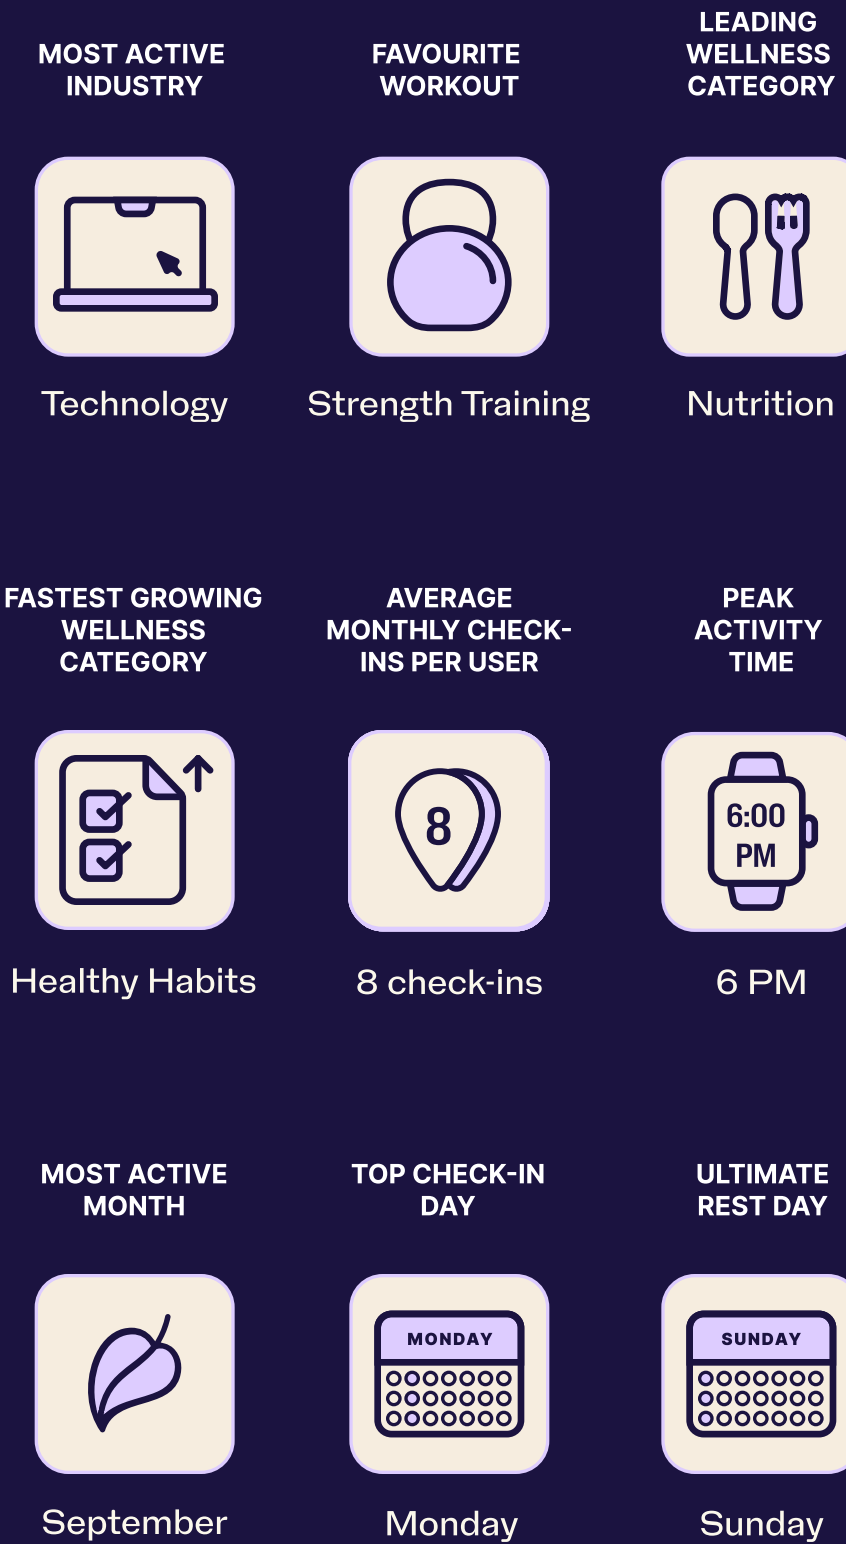 MOST ACTIVE
INDUSTRY
Technology
FAVOURITE
WORKOUT
Strength Training
LEADING
WELLNESS
CATEGORY
Nutrition
FASTEST GROWING
WELLNESS
CATEGORY
Healthy Habits
AVERAGE
MONTHLY CHECK-
INS PER USER
8
8 check-ins
PEAK
ACTIVITY
TIME
6:00
PM
6 PM
MOST ACTIVE
MONTH
September
TOP CHECK-IN
DAY
MONDAY
Monday
ULTIMATE
REST DAY
SUNDAY
Sunday